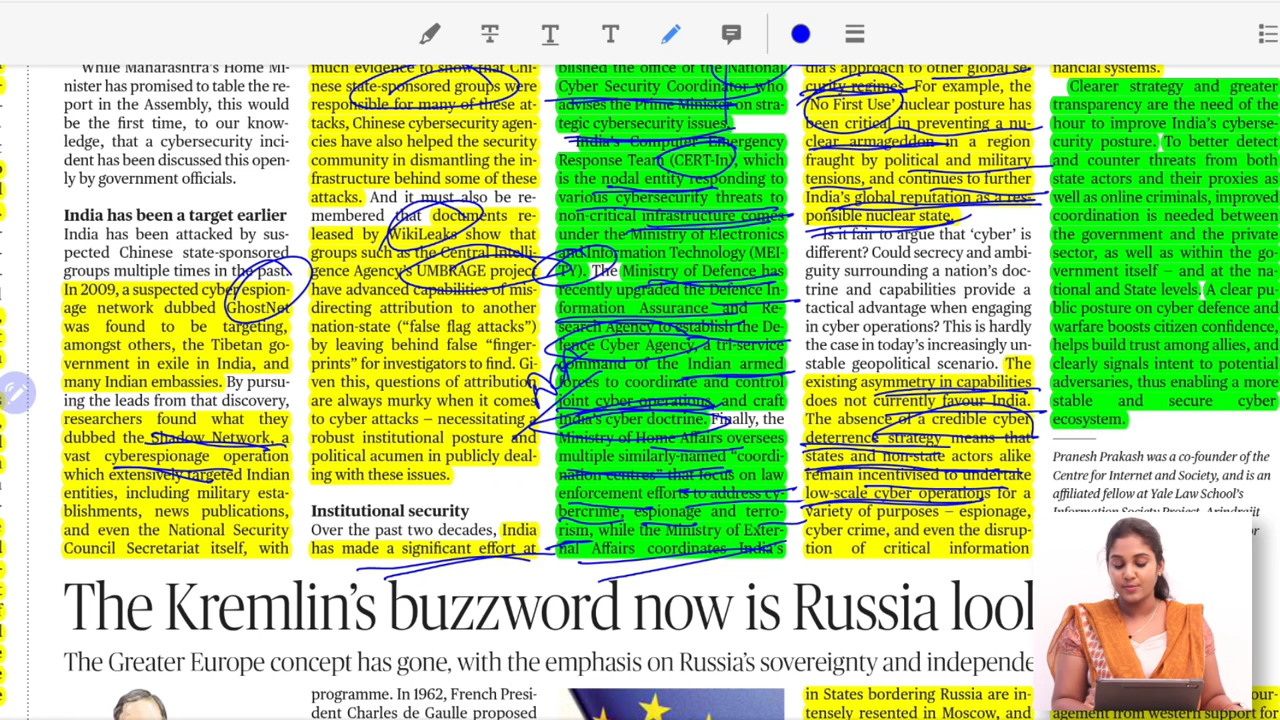 While Maharashtra's Home Mi-
nister has promised to table the re-
port in the Assembly, this would
be the first time, to our know-
ledge, that a cybersecurity inci-
dent has been discussed this open-
ly by government officials.
India has been a target earlier
India has been attacked by sus-
pected Chinese state-sponsored
groups multiple times in the past.
In 2009, a suspected cyber espion-
age network dubbed GhostNet
was found to be targeting,
amongst others, the Tibetan go-
vernment in exile in India, and
many Indian embassies. By pursu-
ing the leads from that discovery,
researchers found what they
dubbed the Shadow Network, a
vast cyberespionage operation
which extensively targeted Indian
entities, including military esta-
blishments, news publications,
and even the National Security
Council Secretariat itself, with
much evidence to show that Chi-
nese state-sponsored groups were
responsible for many of these at-
tacks, Chinese cybersecurity agen-
cies have also helped the security
community in dismantling the in-
frastructure behind some of these
attacks. And it must also be re-
membered that documents re-
leased by WikiLeaks show that
groups such as the Central Intelli-
gence Agency's UMBRAGE project
have advanced capabilities of mis-
directing attribution to another
nation-state ("false flag attacks")
by leaving behind false "finger-
prints" for investigators to find. Gi-
ven this, questions of attribution
are always murky when it comes
to cyber attacks – necessitating a
robust institutional posture and
political acumen in publicly deal-
ing with these issues.
Institutional security
Over the past two decades, India
has made a significant effort at
blished the office of the National
Cyber Security Coordinator who
advises the Prime Minister on stra-
tegic cybersecurity issues.
India's Computer Emergency
Response Team (CERT-In), which
is the nodal entity responding to
various cybersecurity threats to
non-critical infrastructure comes
under the Ministry of Electronics
and Information Technology (MEI-
TY). The Ministry of Defence has
recently upgraded the Defence In-
formation Assurance and Re-
search Agency to establish the De-
fence Cyber Agency, a tri-service
command of the Indian armed
forces to coordinate and control
joint cyber operations, and craft
India's cyber doctrine. Finally, the
Ministry of Home Affairs oversees
multiple similarly-named "coordi-
nation centres" that focus on law
enforcement efforts to address cy-
bercrime, espionage and terro-
rism, while the Ministry of Exter-
nal Affairs coordinates India's
dia's approach to other global se-
curity regimes. For example, the
'No First Use' nuclear posture has
been critical in preventing a nu-
clear armageddon in a region
fraught by political and military
tensions, and continues to further
India's global reputation as a res-
ponsible nuclear state.
Is it fair to argue that 'cyber' is
different? Could secrecy and ambi-
guity surrounding a nation's doc-
trine and capabilities provide a
tactical advantage when engaging
in cyber operations? This is hardly
the case in today's increasingly un-
stable geopolitical scenario. The
existing asymmetry in capabilities
does not currently favour India.
The absence of a credible cyber
deterrence strategy means that
states and non-state actors alike
remain incentivised to undertake
low-scale cyber operations for a
variety of purposes – espionage,
cyber crime, and even the disrup-
tion of critical information
nancial systems.
Clearer strategy and greater
transparency are the need of the
hour to improve India's cyberse-
curity posture. To better detect
and counter threats from both
state actors and their proxies as
well as online criminals, improved
coordination is needed between
the government and the private
sector, as well as within the go-
vernment itself – and at the na-
tional and State levels. A clear pu-
blic posture on cyber defence and
warfare boosts citizen confidence,
helps build trust among allies, and
clearly signals intent to potential
adversaries, thus enabling a more
stable and secure cyber
ecosystem.
Pranesh Prakash was a co-founder of the
Centre for Internet and Society, and is an
affiliated fellow at Yale Law School's
Information Society Project. Arindrajit
The Kremlin's buzzword now is Russia
The Greater Europe concept has gone, with the emphasis on Russia's sovereignty and
programme. In 1962, French Presi-
dent Charles de Gaulle proposed
in States bordering Russia are in-
tensely resented in Moscow, and
agement from western support for